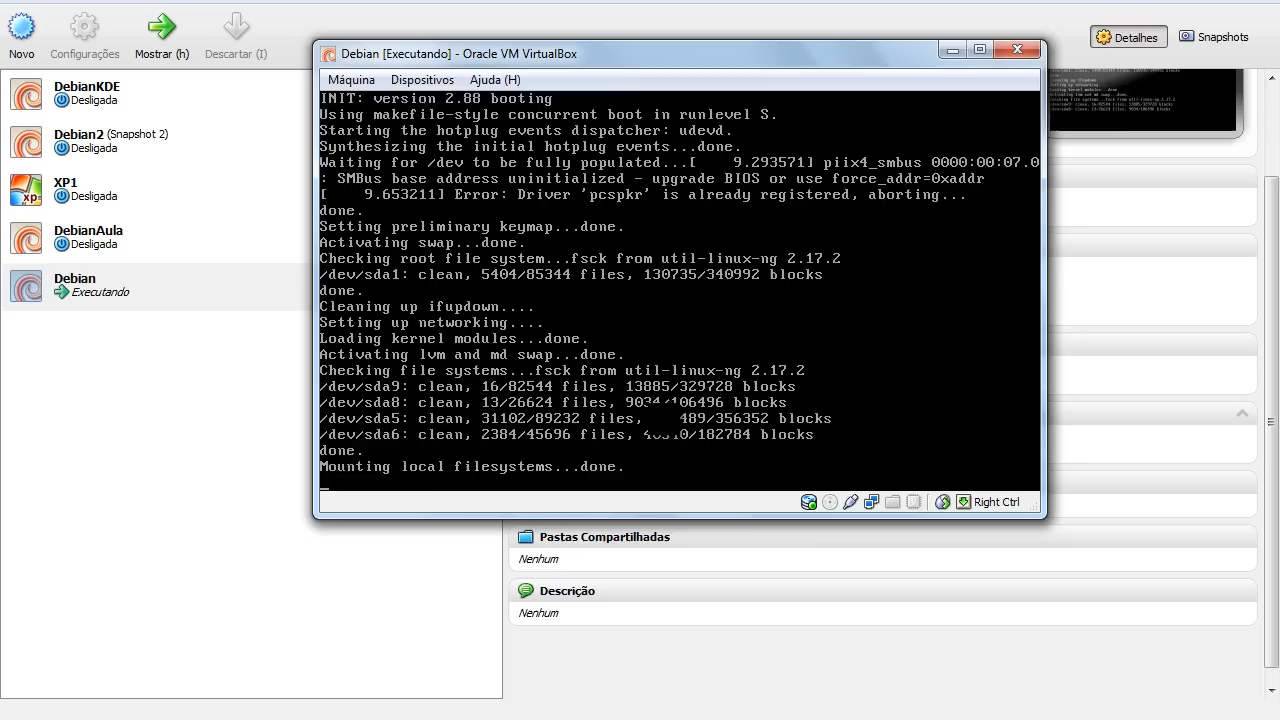 Novo
Configurações
Mostrar (h)
Descartar (I)
Detalhes
Snapshots
DebianKDE
Desligada
Debian2 (Snapshot 2)
Desligada
XP1
Desligada
DebianAula
Desligada
Debian
Executando
Debian [Executando] - Oracle VM VirtualBox
Máquina Dispositivos Ajuda (H)
INIT: version 2.88 booting
Using makefile-style concurrent boot in runlevel S.
Starting the hotplug events dispatcher: udevd.
Synthesizing the initial hotplug events...done.
Waiting for /dev to be fully populated...[    9.293571] piix4_smbus 0000:00:07.0
: SMBus base address uninitialized - upgrade BIOS or use force_addr=0xaddr
[    9.653211] Error: Driver 'pcspkr' is already registered, aborting...
done.
Setting preliminary keymap...done.
Activating swap...done.
Checking root file system...fsck from util-linux-ng 2.17.2
/dev/sda1: clean, 5404/85344 files, 130735/340992 blocks
done.
Cleaning up ifupdown....
Setting up networking....
Loading kernel modules...done.
Activating lvm and md swap...done.
Checking file systems...fsck from util-linux-ng 2.17.2
/dev/sda9: clean, 16/82544 files, 13885/329728 blocks
/dev/sda8: clean, 13/26624 files, 9034/106496 blocks
/dev/sda5: clean, 31102/89232 files, 489/356352 blocks
/dev/sda6: clean, 2384/45696 files, blocks
done.
Mounting local filesystems...done.
Right Ctrl
Pastas Compartilhadas
Nenhum
Descrição
Nenhum